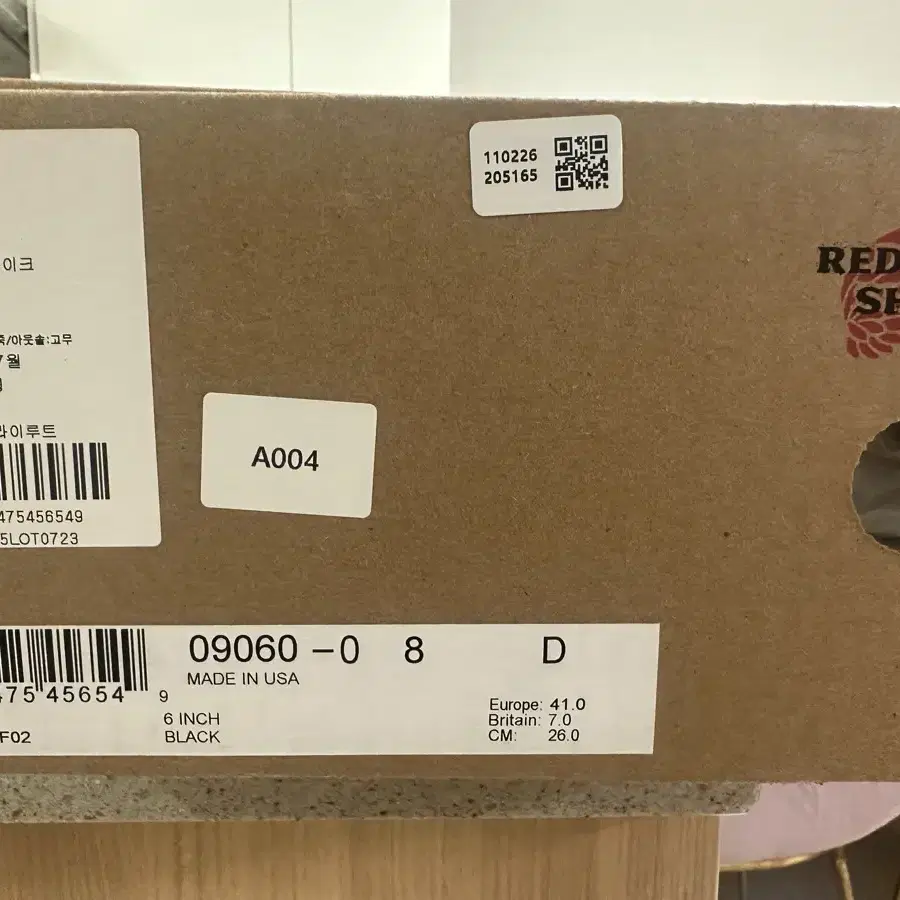 이크
/아웃솔:고무
7월
라이루트
475456549
5LOT0723
110226
205165
A004
RED
SH
475 45654 9
F02
09060 -0 8 D
MADE IN USA
6 INCH
BLACK
Europe: 41.0
Britain: 7.0
CM: 26.0